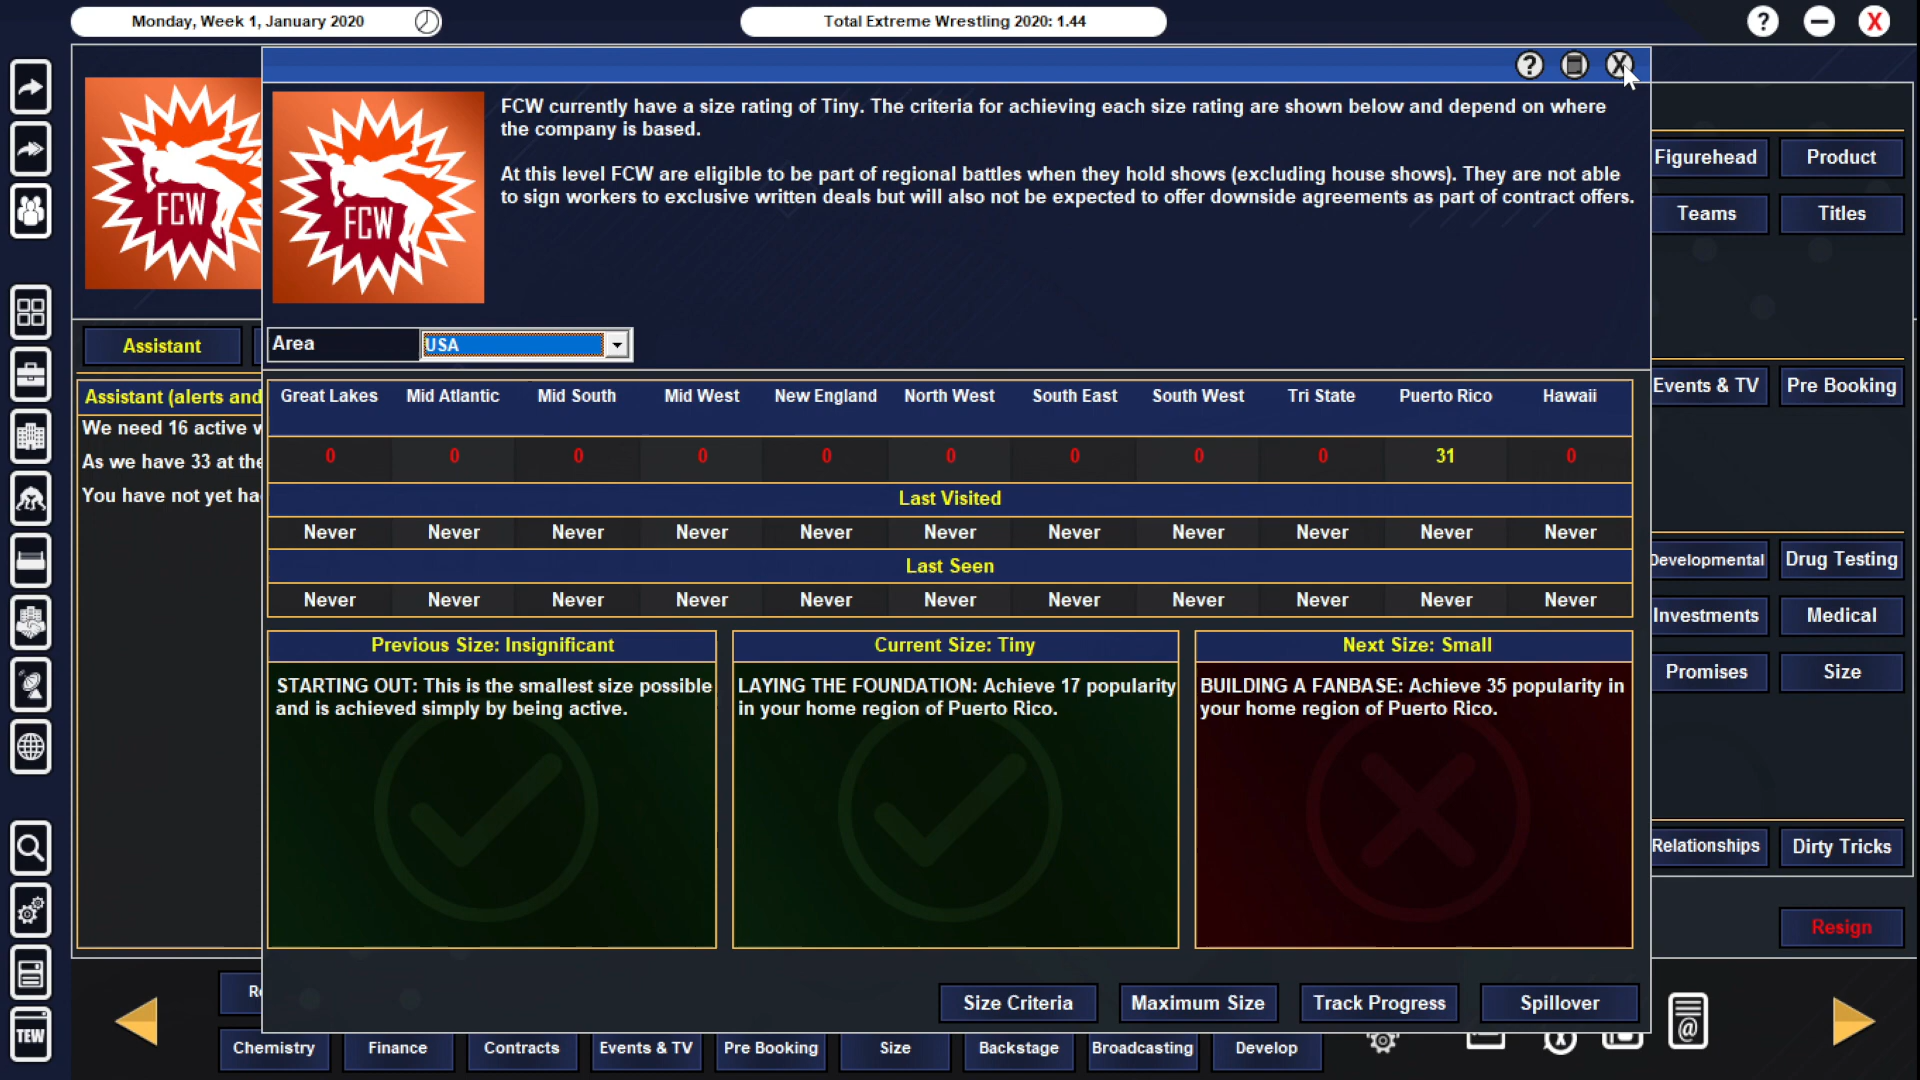 Monday, Week 1, January 2020
Total Extreme Wrestling 2020: 1.44
?
X
? X
FCW
FCW
FCW currently have a size rating of Tiny. The criteria for achieving each size rating are shown below and depend on where
the company is based.
At this level FCW are eligible to be part of regional battles when they hold shows (excluding house shows). They are not able
to sign workers to exclusive written deals but will also not be expected to offer downside agreements as part of contract offers.
Figurehead Product
Teams Titles
Assistant
Area USA
Events & TV Pre Booking
Assistant (alerts and
We need 16 active
As we have 33 at the
You have not yet
Great Lakes Mid Atlantic Mid South Mid West New England North West South East South West Tri State Puerto Rico Hawaii
0 0 0 0 0 0 0 0 0 31 0
Last Visited
Never Never Never Never Never Never Never Never Never Never Never
Last Seen
Never Never Never Never Never Never Never Never Never Never Never
Developmental Drug Testing
Investments Medical
Promises Size
Previous Size: Insignificant
STARTING OUT: This is the smallest size possible
and is achieved simply by being active.
Current Size: Tiny
LAYING THE FOUNDATION: Achieve 17 popularity
in your home region of Puerto Rico.
Next Size: Small
BUILDING A FANBASE: Achieve 35 popularity in
your home region of Puerto Rico.
Relationships Dirty Tricks
Resign
Size Criteria Maximum Size Track Progress Spillover
TEW
Chemistry Finance Contracts Events & TV Pre Booking Size Backstage Broadcasting Develop
@